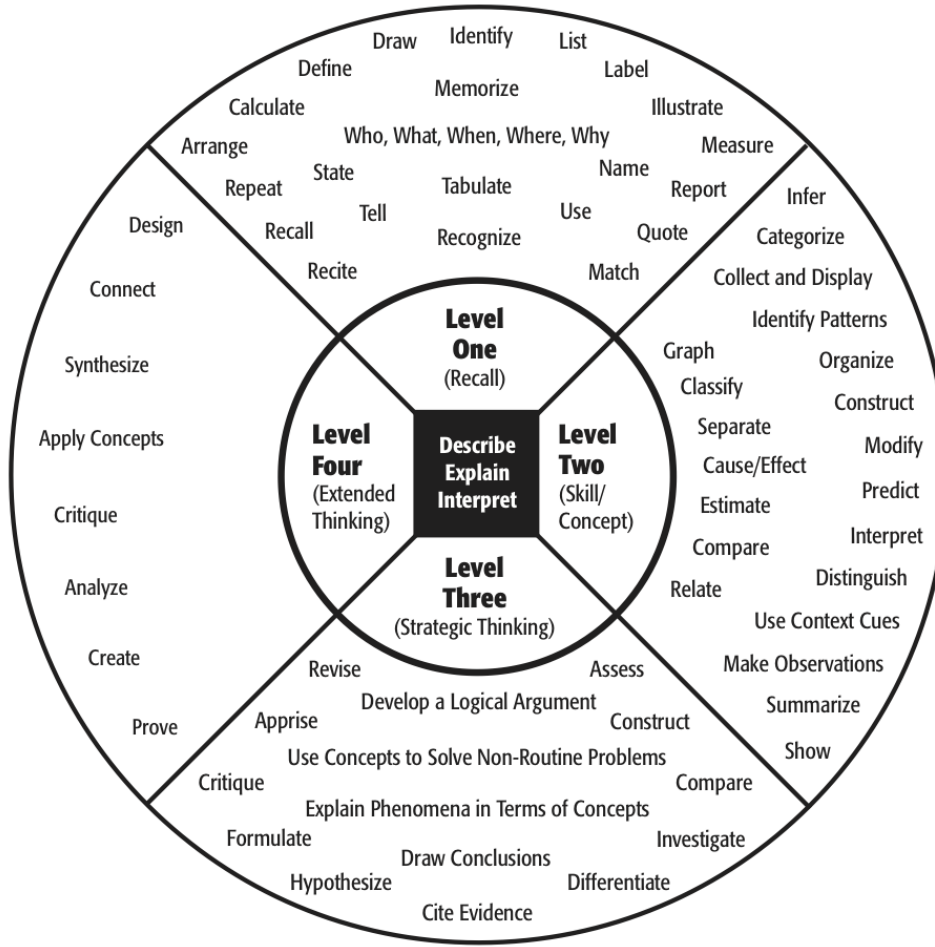 Draw
Identify
List
Define
Label
Memorize
Calculate
Illustrate
Who, What, When, Where, Why
Arrange
Measure
State
Name
Repeat
Tabulate
Report
Tell
Use
Recall
Recognize
Quote
Recite
Match
Level
One
(Recall)
Infer
Categorize
Collect and Display
Identify Patterns
Graph
Organize
Classify
Construct
Separate
Modify
Cause/Effect
Predict
Estimate
Interpret
Compare
Distinguish
Relate
Use Context Cues
Make Observations
Summarize
Show
Level
Two
(Skill/
Concept)
Describe
Explain
Interpret
Level
Three
(Strategic Thinking)
Revise
Assess
Develop a Logical Argument
Apprise
Construct
Use Concepts to Solve Non-Routine Problems
Critique
Compare
Explain Phenomena in Terms of Concepts
Formulate
Investigate
Draw Conclusions
Hypothesize
Differentiate
Cite Evidence
Level
Four
(Extended
Thinking)
Design
Connect
Synthesize
Apply Concepts
Critique
Analyze
Create
Prove